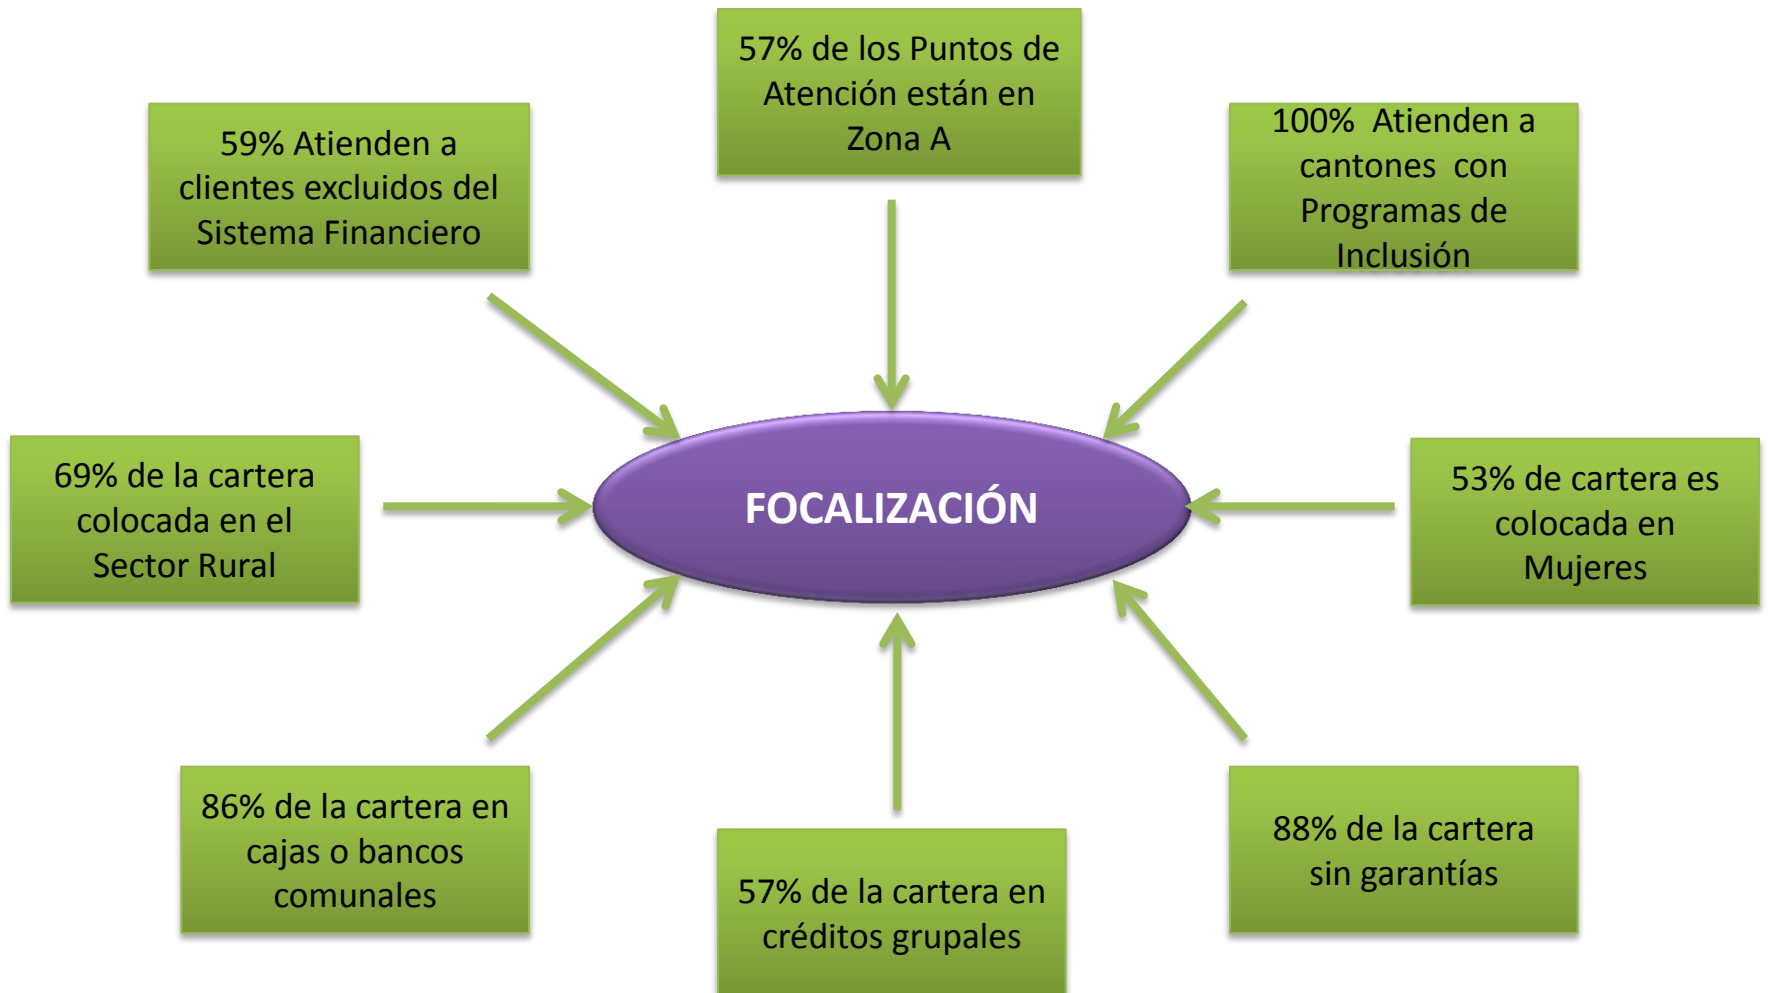 57% de los Puntos de
Atención están en
Zona A
59% Atienden a
clientes excluidos del
Sistema Financiero
100% Atienden a
cantones con
Programas de
Inclusión
69% de la cartera
colocada en el
Sector Rural
FOCALIZACIÓN
53% de cartera es
colocada en
Mujeres
86% de la cartera en
cajas o bancos
comunales
57% de la cartera en
créditos grupales
88% de la cartera
sin garantías